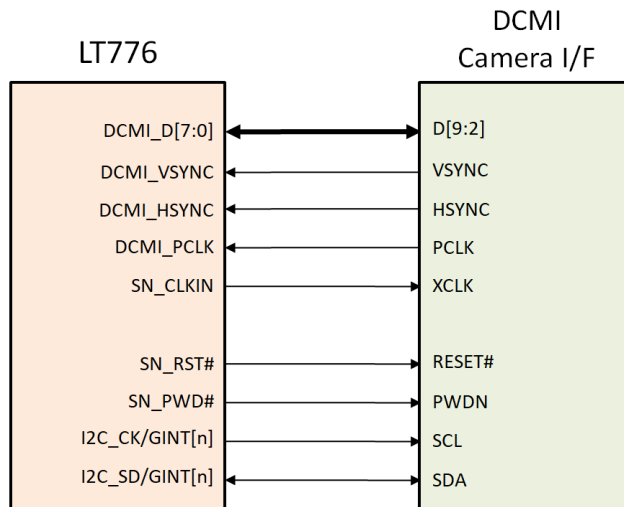 LT776
DCMI
Camera I/F
DCMI_D[7:0] D[9:2]
DCMI_VSYNC VSYNC
DCMI_HSYNC HSYNC
DCMI_PCLK PCLK
SN_CLKIN XCLK
SN_RST# RESET#
SN_PWD# PWDN
I2C_CK/GINT[n] SCL
I2C_SD/GINT[n] SDA